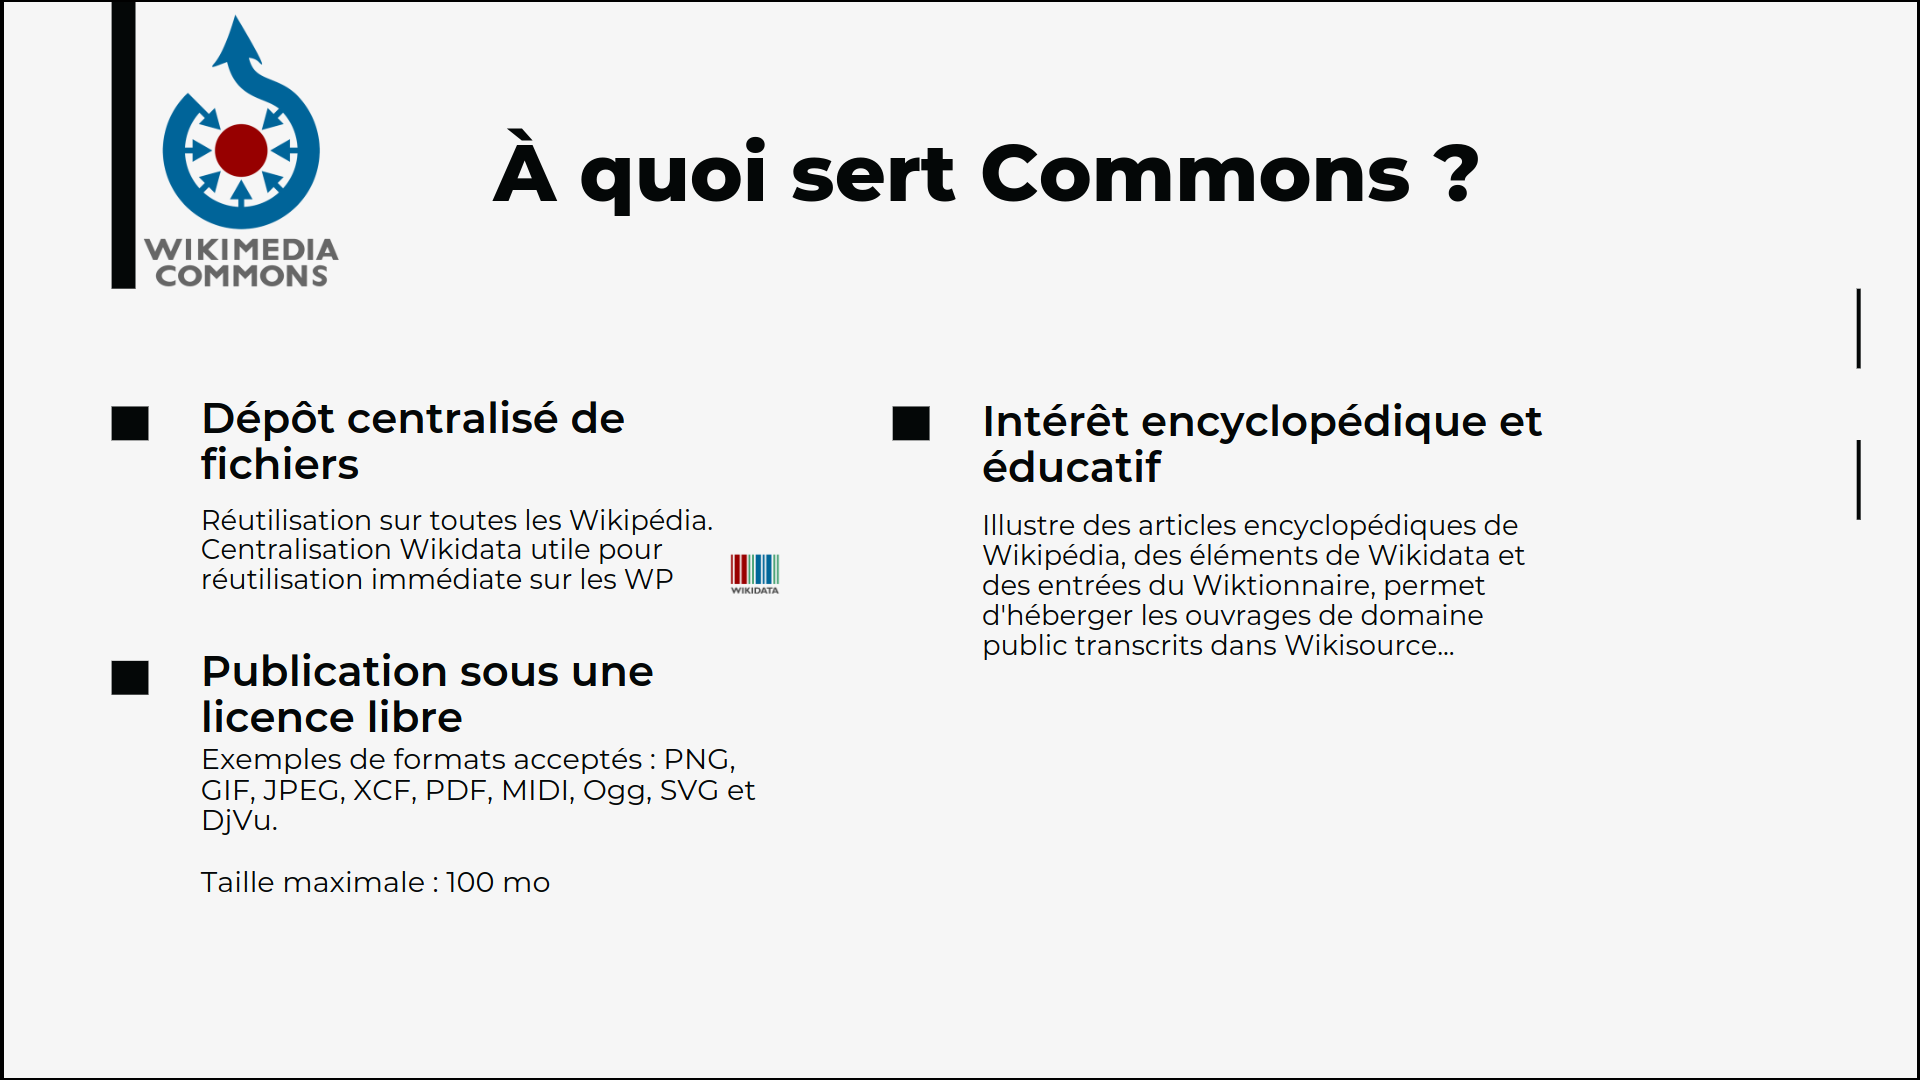 WIKIMEDIA
COMMONS
À quoi sert Commons ?
Dépôt centralisé de
fichiers
Réutilisation sur toutes les Wikipédia.
Centralisation Wikidata utile pour
réutilisation immédiate sur les WP
WIKIDATA
Publication sous une
licence libre
Exemples de formats acceptés : PNG,
GIF, JPEG, XCF, PDF, MIDI, Ogg, SVG et
DjVu.
Taille maximale : 100 mo
Intérêt encyclopédique et
éducatif
Illustre des articles encyclopédiques de
Wikipédia, des éléments de Wikidata et
des entrées du Wiktionnaire, permet
d'héberger les ouvrages de domaine
public transcrits dans Wikisource...